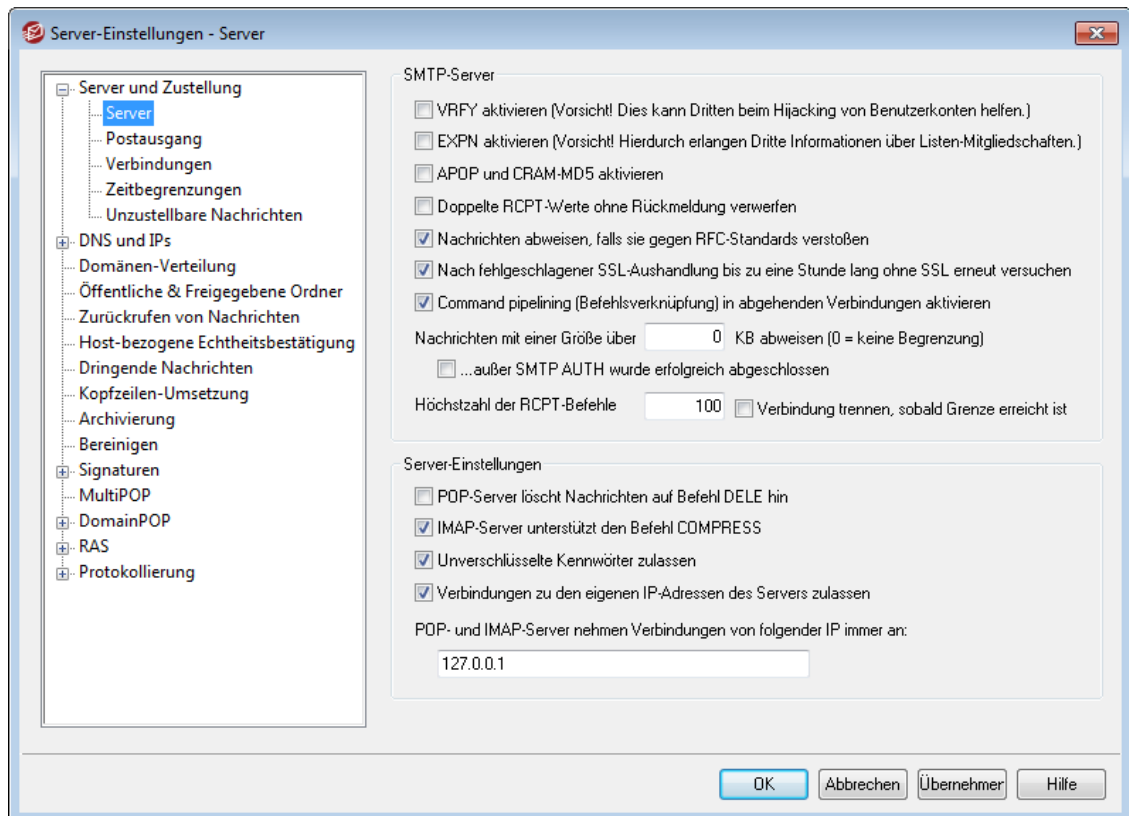 Server-Einstellungen - Server
Server und Zustellung
Server
Postausgang
Verbindungen
Zeitbegrenzungen
Unzustellbare Nachrichten
DNS und IPs
Domänen-Verteilung
Öffentliche & Freigegebene Ordner
Zurückrufen von Nachrichten
Host-bezogene Echtheitsbestätigung
Dringende Nachrichten
Kopfzeilen-Umsetzung
Archivierung
Bereinigen
Signaturen
MultiPOP
DomainPOP
RAS
Protokollierung
SMTP-Server
VRFY aktivieren (Vorsicht! Dies kann Dritten beim Hijacking von Benutzerkonten helfen.)
EXPN aktivieren (Vorsicht! Hierdurch erlangen Dritte Informationen über Listen-Mitgliedschaften.)
APOP und CRAM-MD5 aktivieren
Doppelte RCPT-Werte ohne Rückmeldung verwerfen
Nachrichten abweisen, falls sie gegen RFC-Standards verstoßen
Nach fehlgeschlagener SSL-Aushandlung bis zu eine Stunde lang ohne SSL erneut versuchen
Command pipelining (Befehlsverknüpfung) in abgehenden Verbindungen aktivieren
Nachrichten mit einer Größe über 0 KB abweisen (0 = keine Begrenzung)
...außer SMTP AUTH wurde erfolgreich abgeschlossen
Höchstzahl der RCPT-Befehle 100 Verbindung trennen, sobald Grenze erreicht ist
Server-Einstellungen
POP-Server löscht Nachrichten auf Befehl DELE hin
IMAP-Server unterstützt den Befehl COMPRESS
Unverschlüsselte Kennwörter zulassen
Verbindungen zu den eigenen IP-Adressen des Servers zulassen
POP- und IMAP-Server nehmen Verbindungen von folgender IP immer an:
127.0.0.1
OK Abbrechen Übernehmer Hilfe